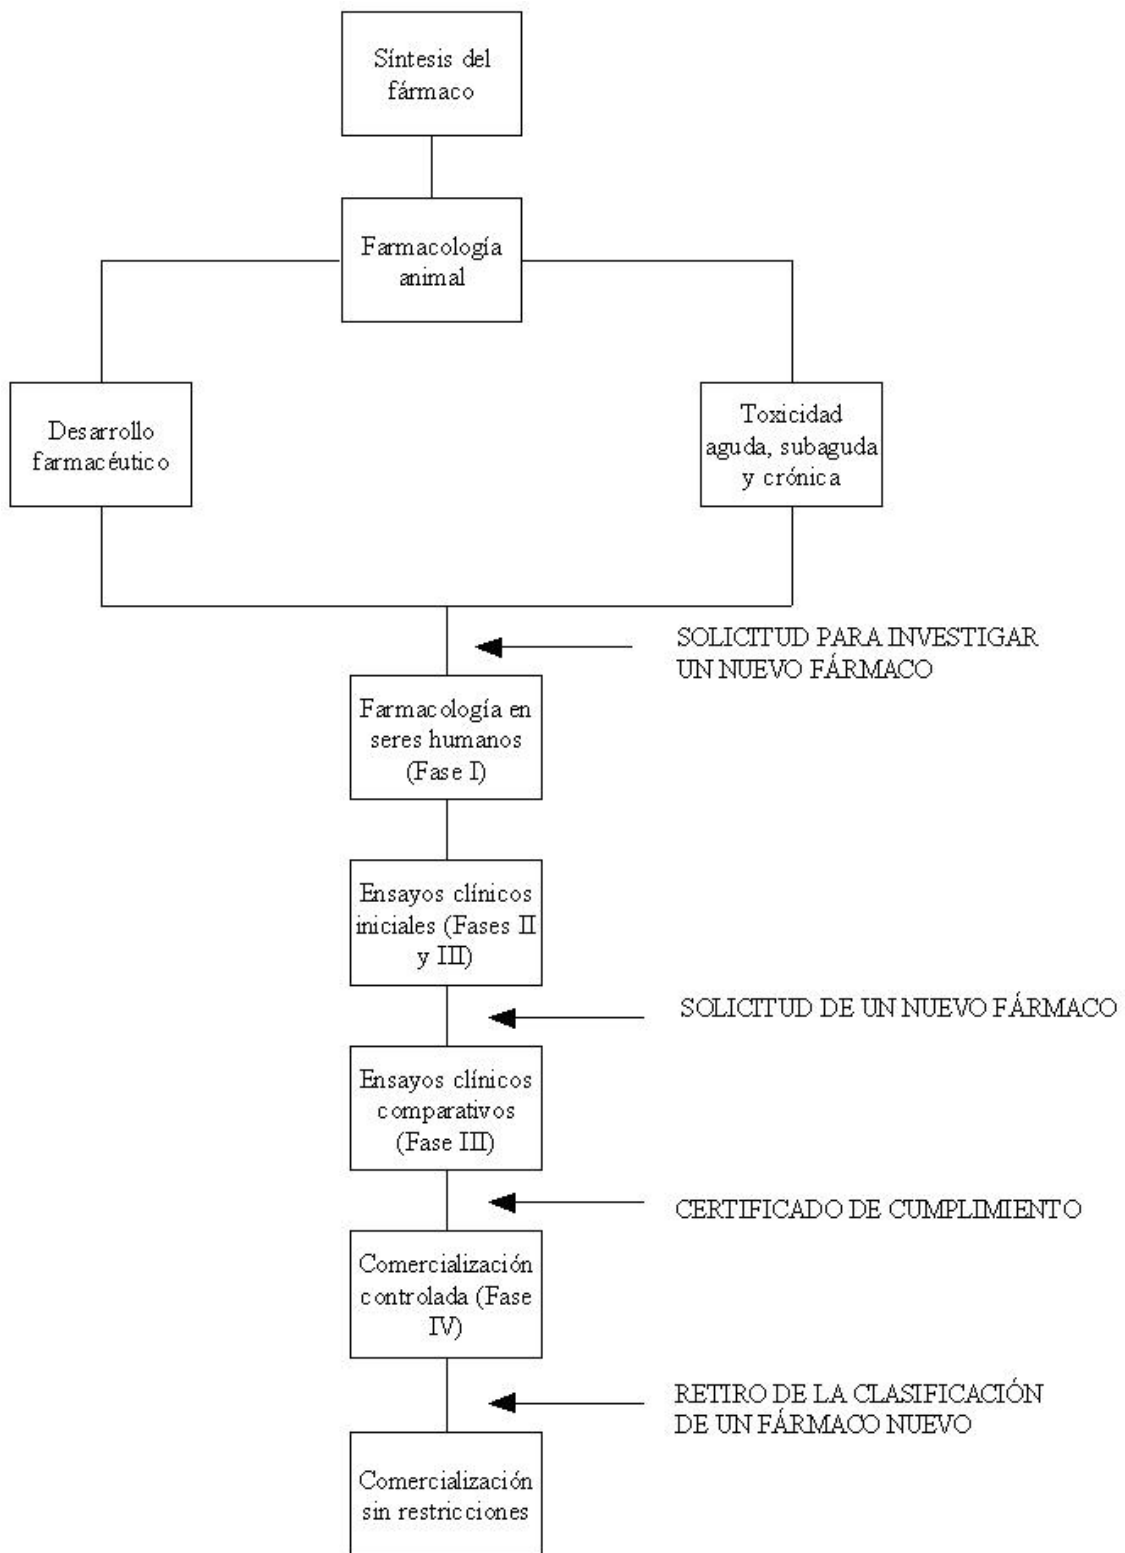 Síntesis del
fármaco
Farmacología
animal
Desarrollo
farmacéutico
Toxicidad
aguda, subaguda
y crónica
SOLICITUD PARA INVESTIGAR
UN NUEVO FÁRMACO
Farmacología en
seres humanos
(Fase I)
Ensayos clínicos
iniciales (Fases II
y III)
SOLICITUD DE UN NUEVO FÁRMACO
Ensayos clínicos
comparativos
(Fase III)
CERTIFICADO DE CUMPLIMIENTO
Comercialización
controlada (Fase
IV)
RETIRO DE LA CLASIFICACIÓN
DE UN FÁRMACO NUEVO
Comercialización
sin restricciones